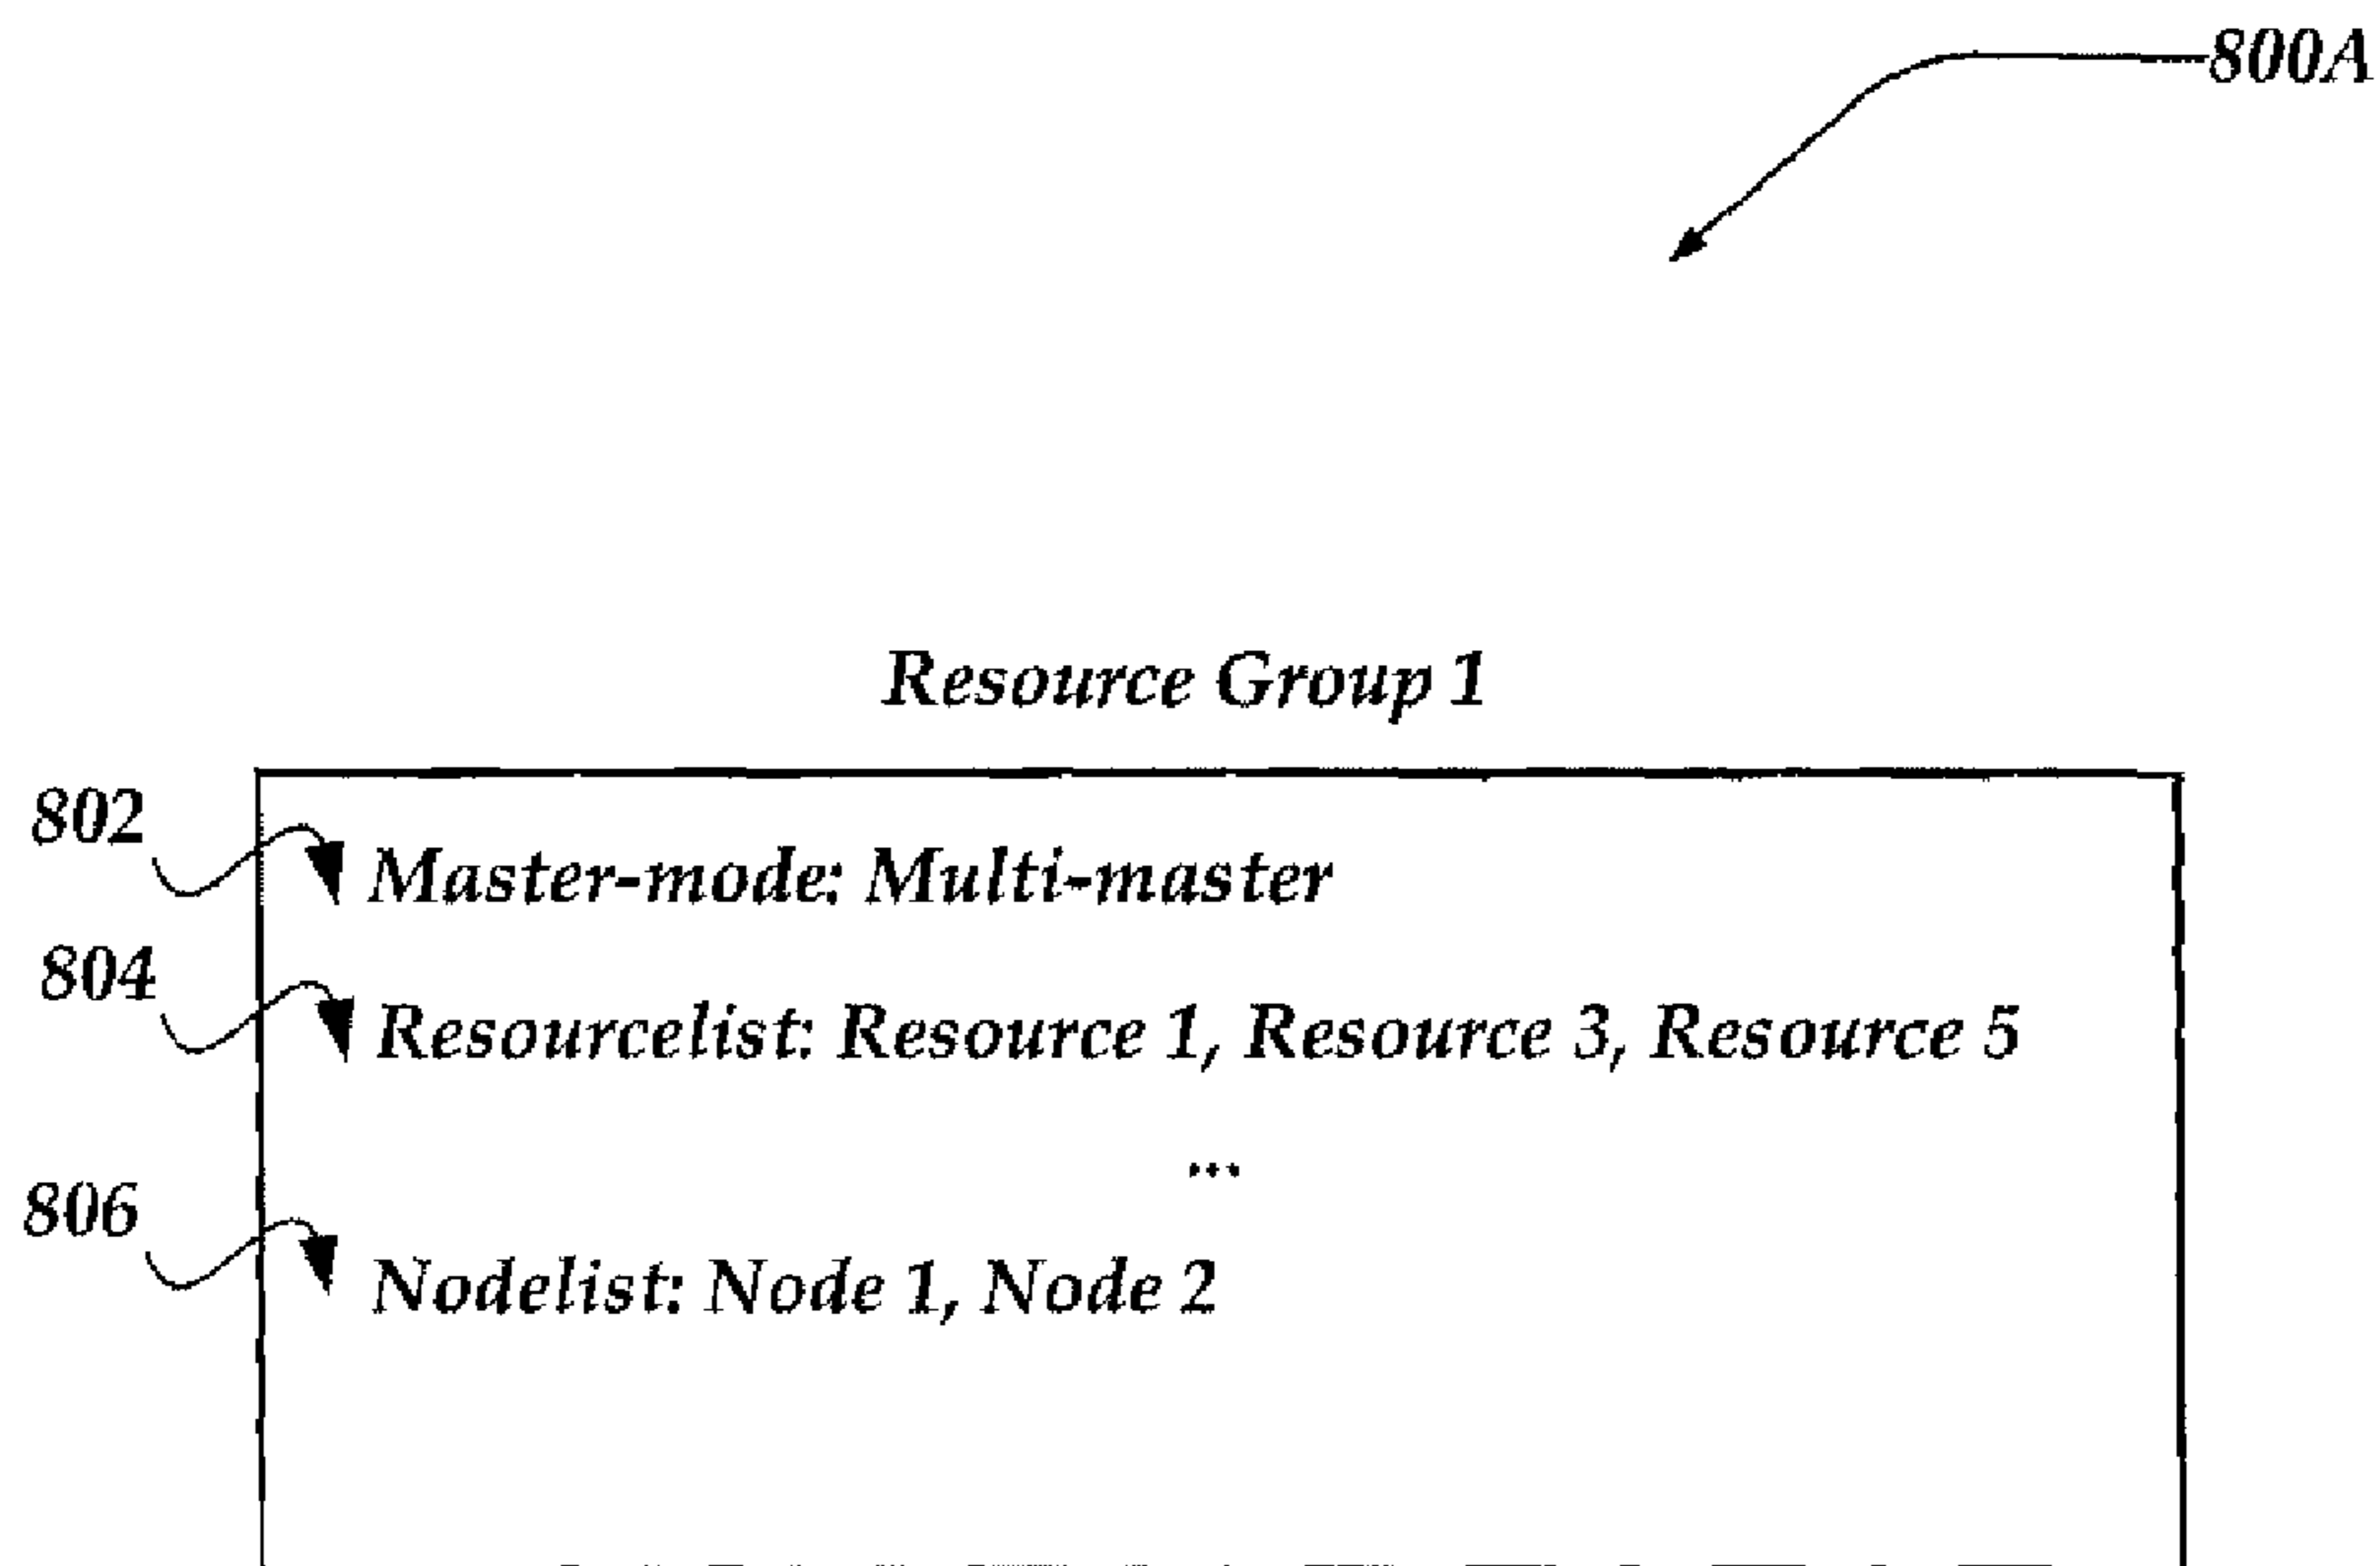 800A
Resource Group 1
802
Master-mode: Multi-master
804
Resourcelist: Resource 1, Resource 3, Resource 5
...
806
Nodelist: Node 1, Node 2